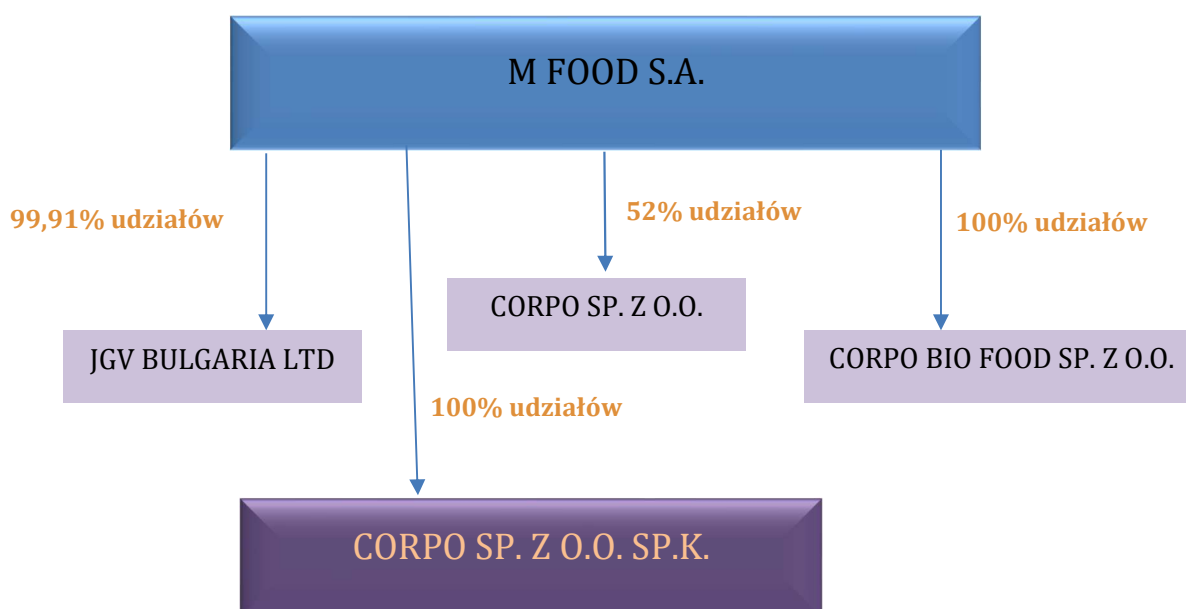 M FOOD S.A.
99,91% udziałów
52% udziałów
100% udziałów
CORPO SP. Z O.O.
JGV BULGARIA LTD
CORPO BIO FOOD SP. Z O.O.
100% udziałów
CORPO SP. Z O.O. SP.K.